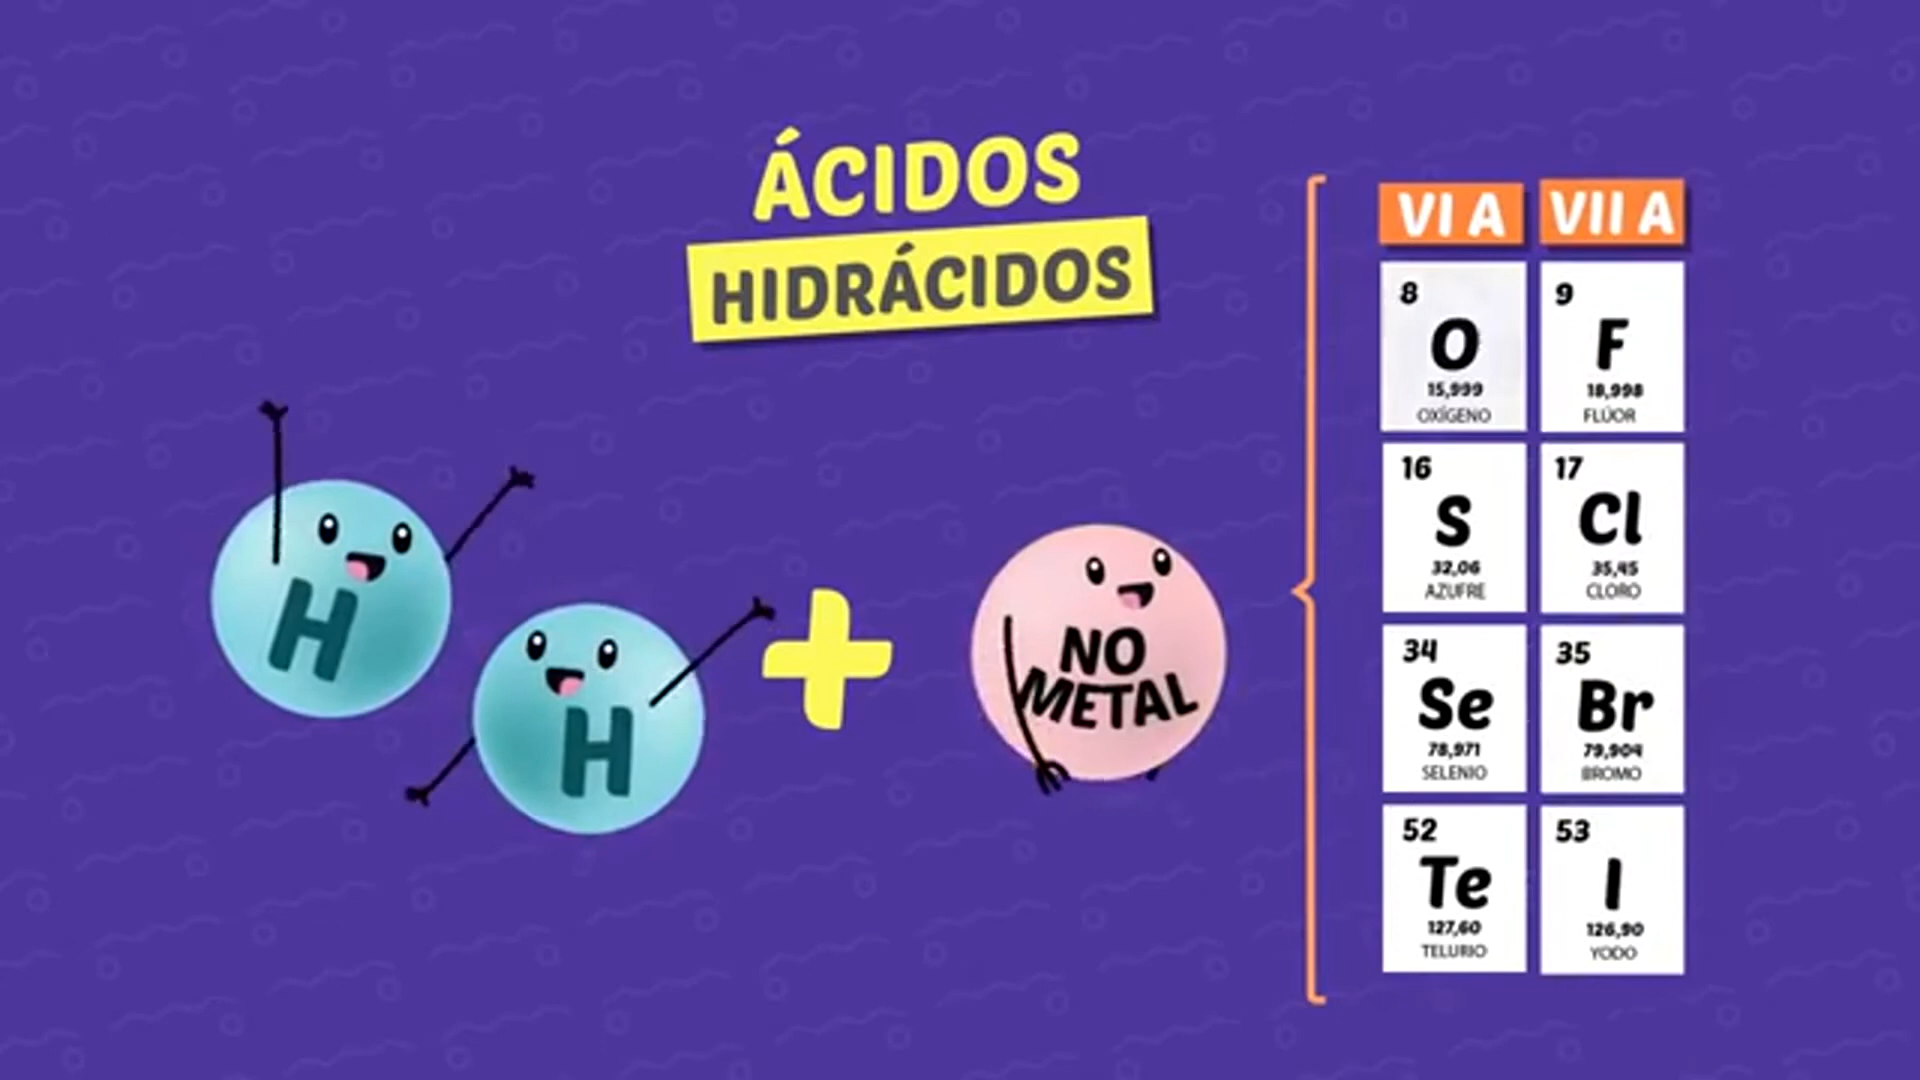 ÁCIDOS
HIDRÁCIDOS
H
H
NO
METAL
VI A VII A
8
O
15,999
OXÍGENO
9
F
18,998
FLÚOR
16
S
32,06
AZUFRE
17
Cl
35,45
CLORO
34
Se
78,971
SELENIO
35
Br
79,904
BROMO
52
Te
127,60
TELURIO
53
I
126,90
YODO